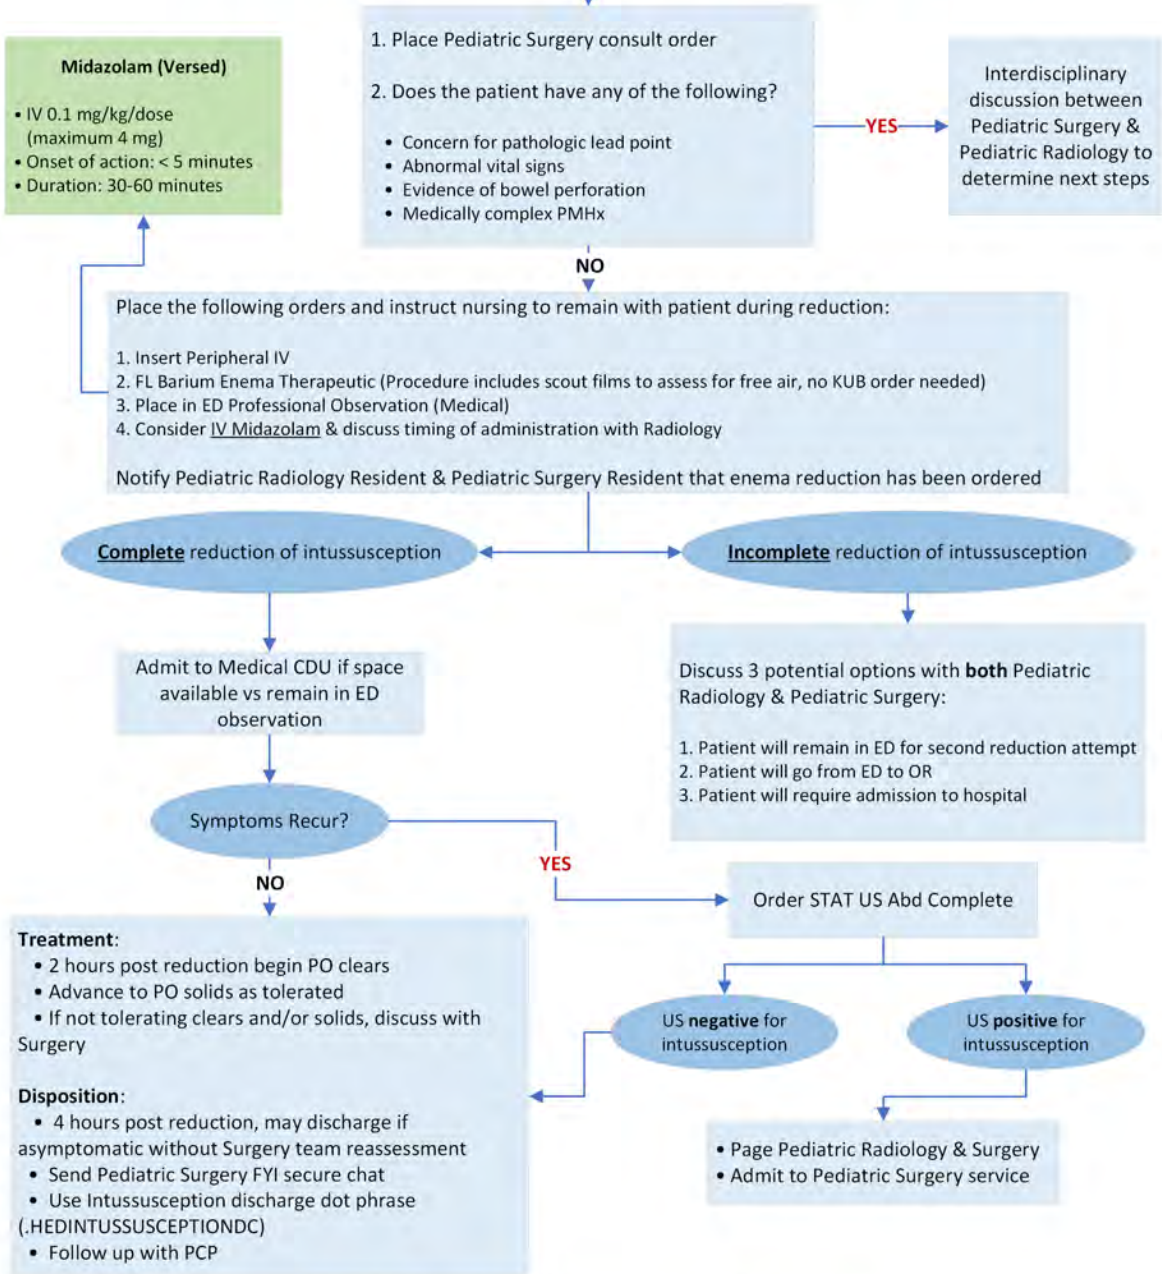 Midazolam (Versed)
• IV 0.1 mg/kg/dose
(maximum 4 mg)
• Onset of action: < 5 minutes
• Duration: 30-60 minutes
1. Place Pediatric Surgery consult order
2. Does the patient have any of the following?
• Concern for pathologic lead point
• Abnormal vital signs
• Evidence of bowel perforation
• Medically complex PMHx
YES
Interdisciplinary
discussion between
Pediatric Surgery &
Pediatric Radiology to
determine next steps
NO
Place the following orders and instruct nursing to remain with patient during reduction:
1. Insert Peripheral IV
2. FL Barium Enema Therapeutic (Procedure includes scout films to assess for free air, no KUB order needed)
3. Place in ED Professional Observation (Medical)
4. Consider IV Midazolam & discuss timing of administration with Radiology
Notify Pediatric Radiology Resident & Pediatric Surgery Resident that enema reduction has been ordered
Complete reduction of intussusception
Incomplete reduction of intussusception
Admit to Medical CDU if space
available vs remain in ED
observation
Discuss 3 potential options with both Pediatric
Radiology & Pediatric Surgery:
1. Patient will remain in ED for second reduction attempt
2. Patient will go from ED to OR
3. Patient will require admission to hospital
Symptoms Recur?
YES
NO
Order STAT US Abd Complete
Treatment:
• 2 hours post reduction begin PO clears
• Advance to PO solids as tolerated
• If not tolerating clears and/or solids, discuss with
Surgery
Disposition:
• 4 hours post reduction, may discharge if
asymptomatic without Surgery team reassessment
• Send Pediatric Surgery FYI secure chat
• Use Intussusception discharge dot phrase
(.HEDINTUSSUSCEPTIONDC)
• Follow up with PCP
US negative for
intussusception
US positive for
intussusception
• Page Pediatric Radiology & Surgery
• Admit to Pediatric Surgery service